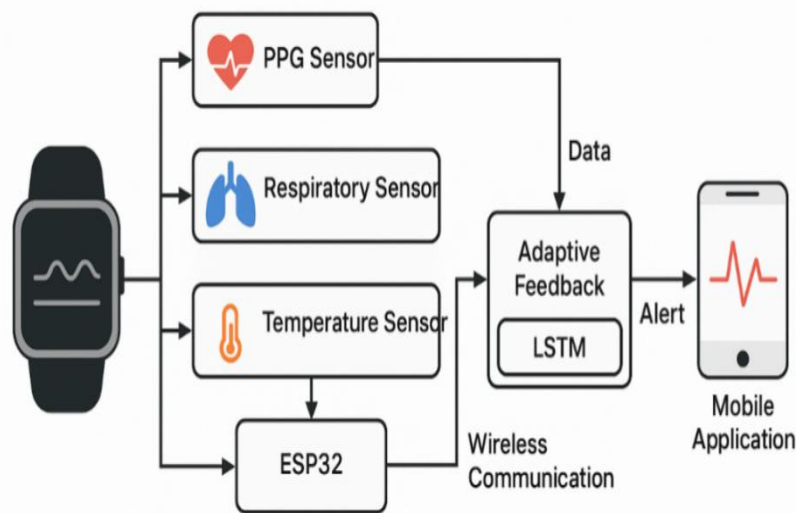 PPG Sensor
Data
Respiratory Sensor
Adaptive
Feedback
LSTM
Alert
Temperature Sensor
Mobile
Application
ESP32
Wireless
Communication